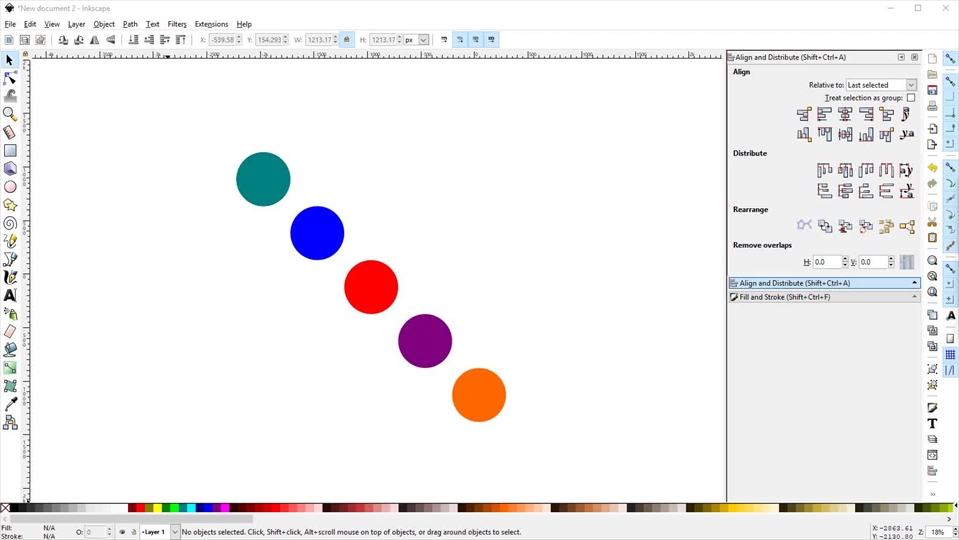 *New document 2 - Inkscape
File Edit View Layer Object Path Text Filters Extensions Help
X: -539.58 Y: 154.293 W: 1213.17 H: 1213.17 px
Align and Distribute (Shift+Ctrl+A)
Align
Relative to: Last selected
Treat selection as group:
Distribute
Rearrange
Remove overlaps
H: 0.0 V: 0.0
Align and Distribute (Shift+Ctrl+A)
Fill and Stroke (Shift+Ctrl+F)
Fill: N/A
Stroke: N/A
O: 0
Layer 1
No objects selected. Click, Shift+click, Alt+scroll mouse on top of objects, or drag around objects to select.
X: -2863.61
Y: -2130.80
Z: 18%